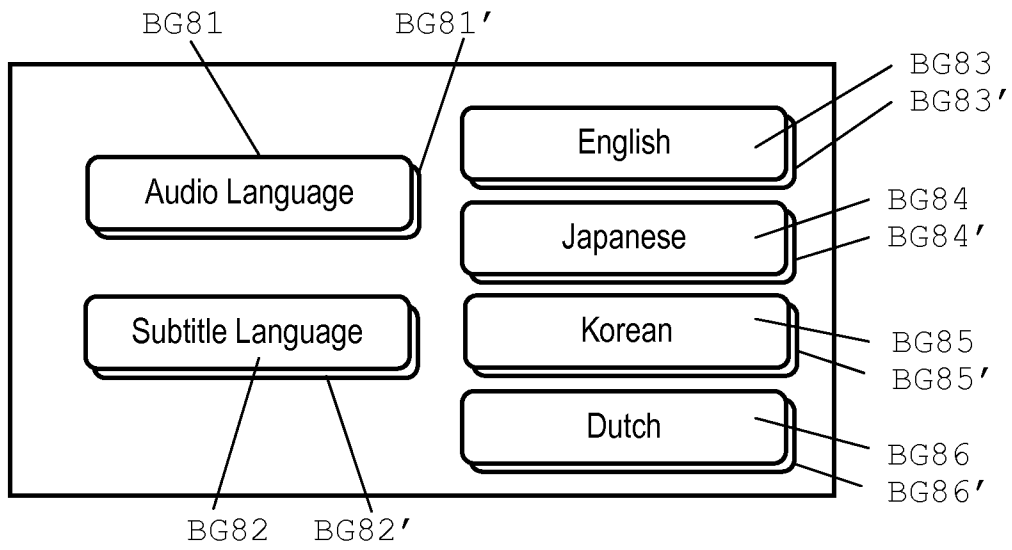 BG81 BG81′
BG83
BG83′
English
Audio Language
BG84
Japanese
BG84′
Subtitle Language
Korean
BG85
BG85′
Dutch
BG86
BG86′
BG82 BG82′